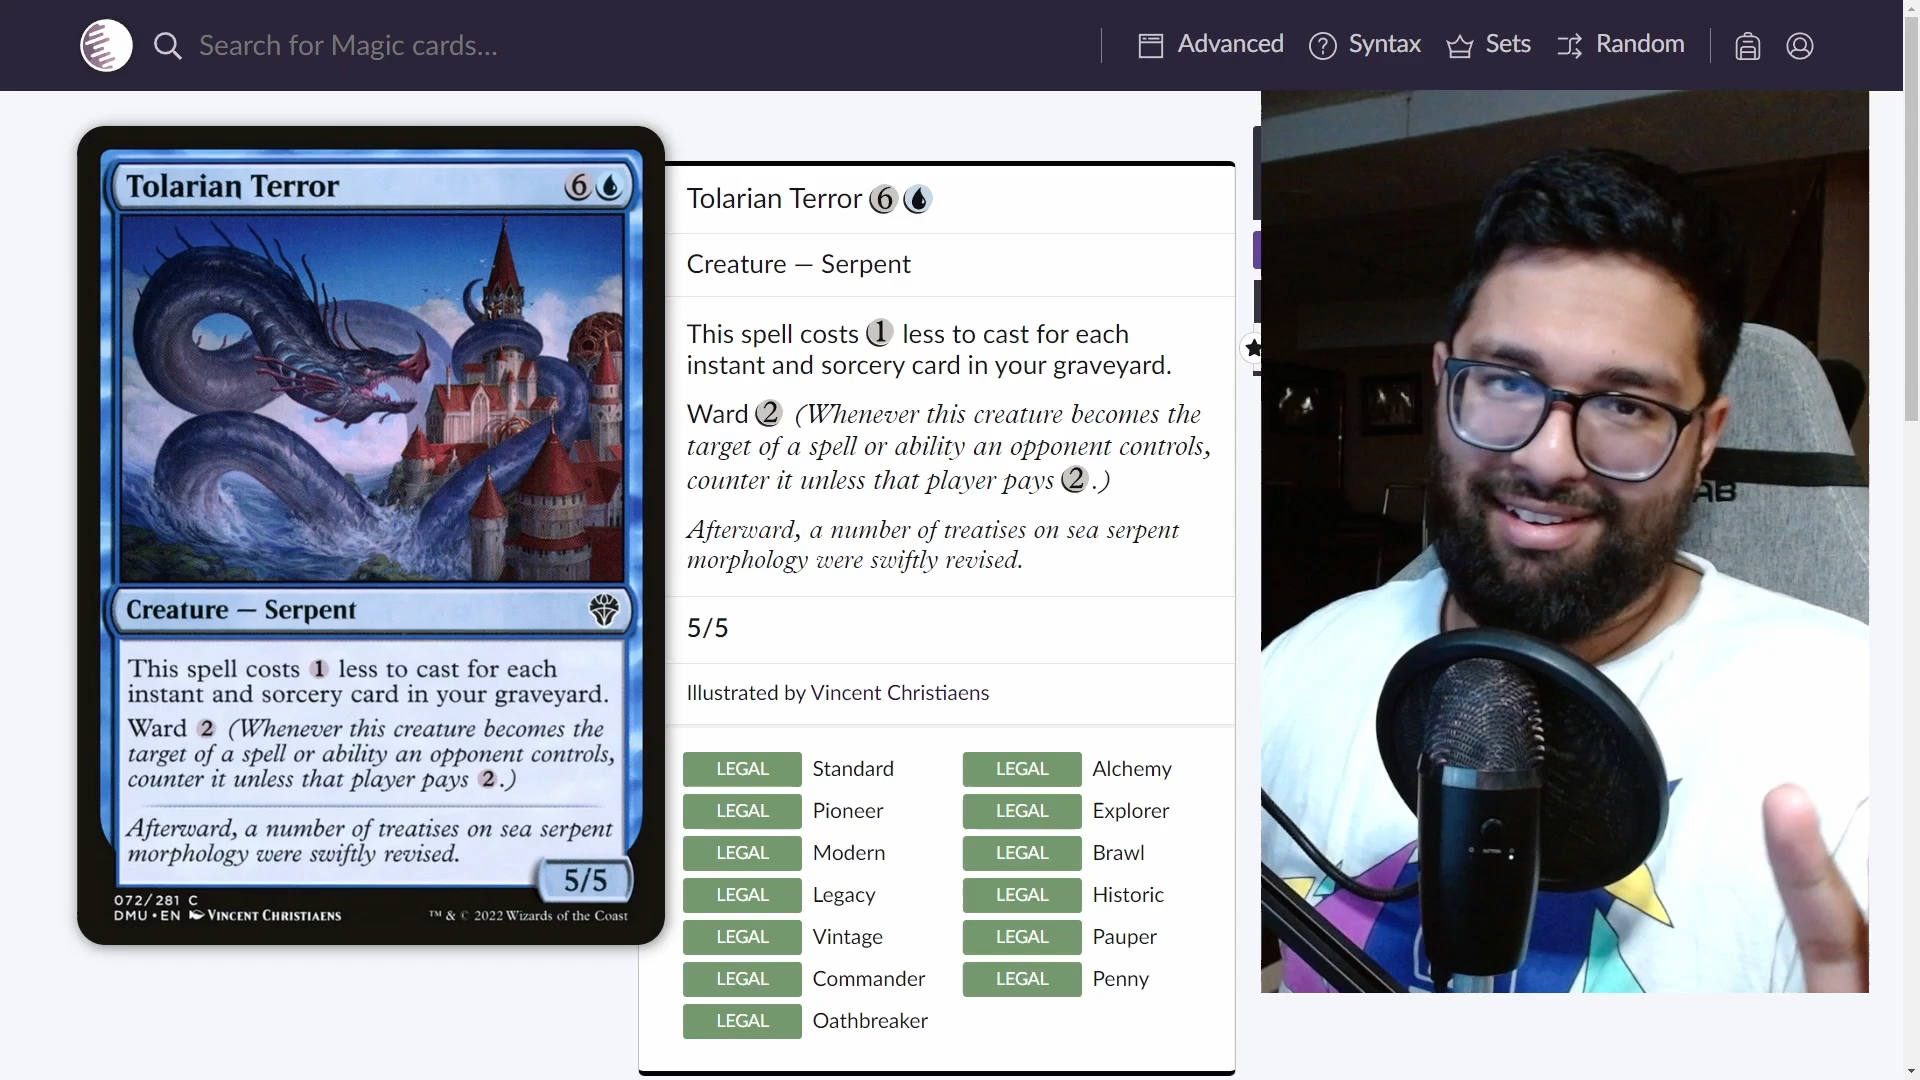 Search for Magic cards...
Advanced
Syntax
Sets
Random
Tolarian Terror 6
Creature — Serpent
This spell costs 1 less to cast for each
instant and sorcery card in your graveyard.
Ward 2 (Whenever this creature becomes the
target of a spell or ability an opponent controls,
counter it unless that player pays 2.)
Afterward, a number of treatises on sea serpent
morphology were swiftly revised.
5/5
072/281 C
DMU • EN Vincent Christiaens
™ & © 2022 Wizards of the Coast
Tolarian Terror 6
Creature — Serpent
This spell costs 1 less to cast for each
instant and sorcery card in your graveyard.
Ward 2 (Whenever this creature becomes the
target of a spell or ability an opponent controls,
counter it unless that player pays 2.)
Afterward, a number of treatises on sea serpent
morphology were swiftly revised.
5/5
Illustrated by Vincent Christiaens
LEGAL Standard
LEGAL Alchemy
LEGAL Pioneer
LEGAL Explorer
LEGAL Modern
LEGAL Brawl
LEGAL Legacy
LEGAL Historic
LEGAL Vintage
LEGAL Pauper
LEGAL Commander
LEGAL Penny
LEGAL Oathbreaker